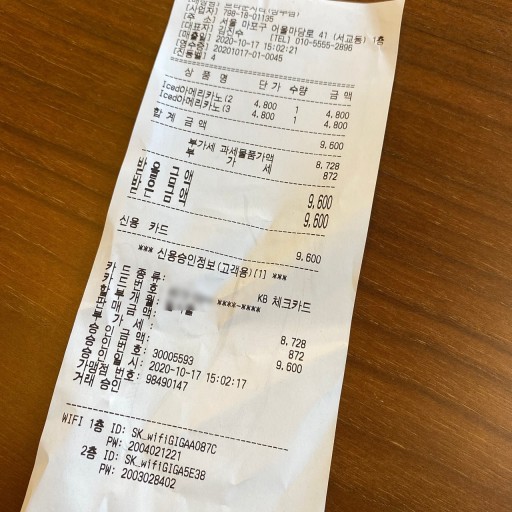 798-18-01135
[주 소] 서울 마포구 어울마당로 41 (서교동) 1층
[대표자] 김진수 [TEL] 010-5555-2896
2020-10-17 15:02:21
20201017-01-0045
4
상 품 명 단 가 수량 금 액
Iced아메리카노(2 4,800 1 4,800
Iced아메리카노(3 4,800 1 4,800
합 계 금 액 9,600
부가세 과세물품가액 8,728
부 가 세 872
받 을 금 액 9,600
받 은 금 액 9,600
신용 카드 9,600
*** 신용승인정보(고객용)[1] ***
카 드 종 류: KB 체크카드
카 드 번 호: ****-****
할 부 개 월:
판 매 금 액: 8,728
부 가 세: 872
승 인 금 액: 9,600
승 인 번 호: 30005593
승 인 일 시: 2020-10-17 15:02:17
가 맹 점 번 호: 98490147
거래 승인
WIFI 1층 ID: SK_wifiGIGAA087C
PW: 2004021221
2층 ID: SK_wifiGIGA5E38
PW: 2003028402